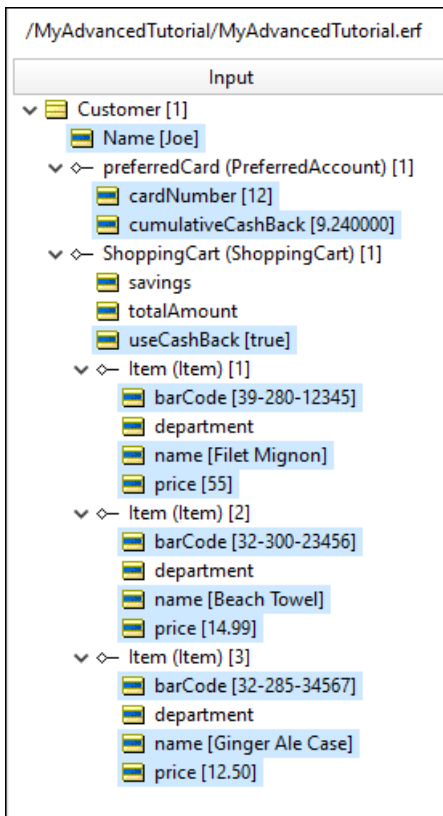 /MyAdvancedTutorial/MyAdvancedTutorial.erf
Input
Customer [1]
Name [Joe]
preferredCard (PreferredAccount) [1]
cardNumber [12]
cumulativeCashBack [9.240000]
ShoppingCart (ShoppingCart) [1]
savings
totalAmount
useCashBack [true]
Item (Item) [1]
barCode [39-280-12345]
department
name [Filet Mignon]
price [55]
Item (Item) [2]
barCode [32-300-23456]
department
name [Beach Towel]
price [14.99]
Item (Item) [3]
barCode [32-285-34567]
department
name [Ginger Ale Case]
price [12.50]